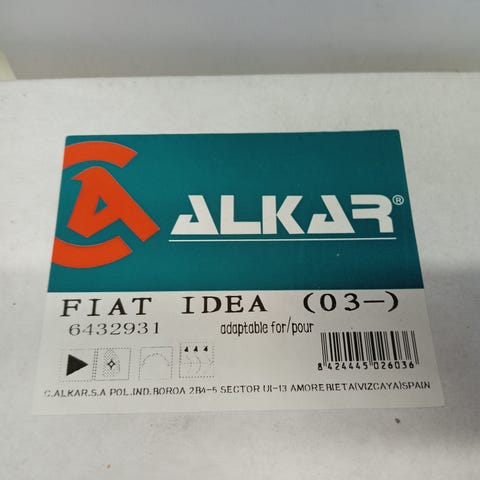 ALKAR®
FIAT IDEA (03-)
6432931
adaptable for/pour
8 424445 026036
C.ALKAR.S.A POL.IND.BOROA 2B4-5 SECTOR UI-13 AMOREBIETA(VIZCAYA)SPAIN